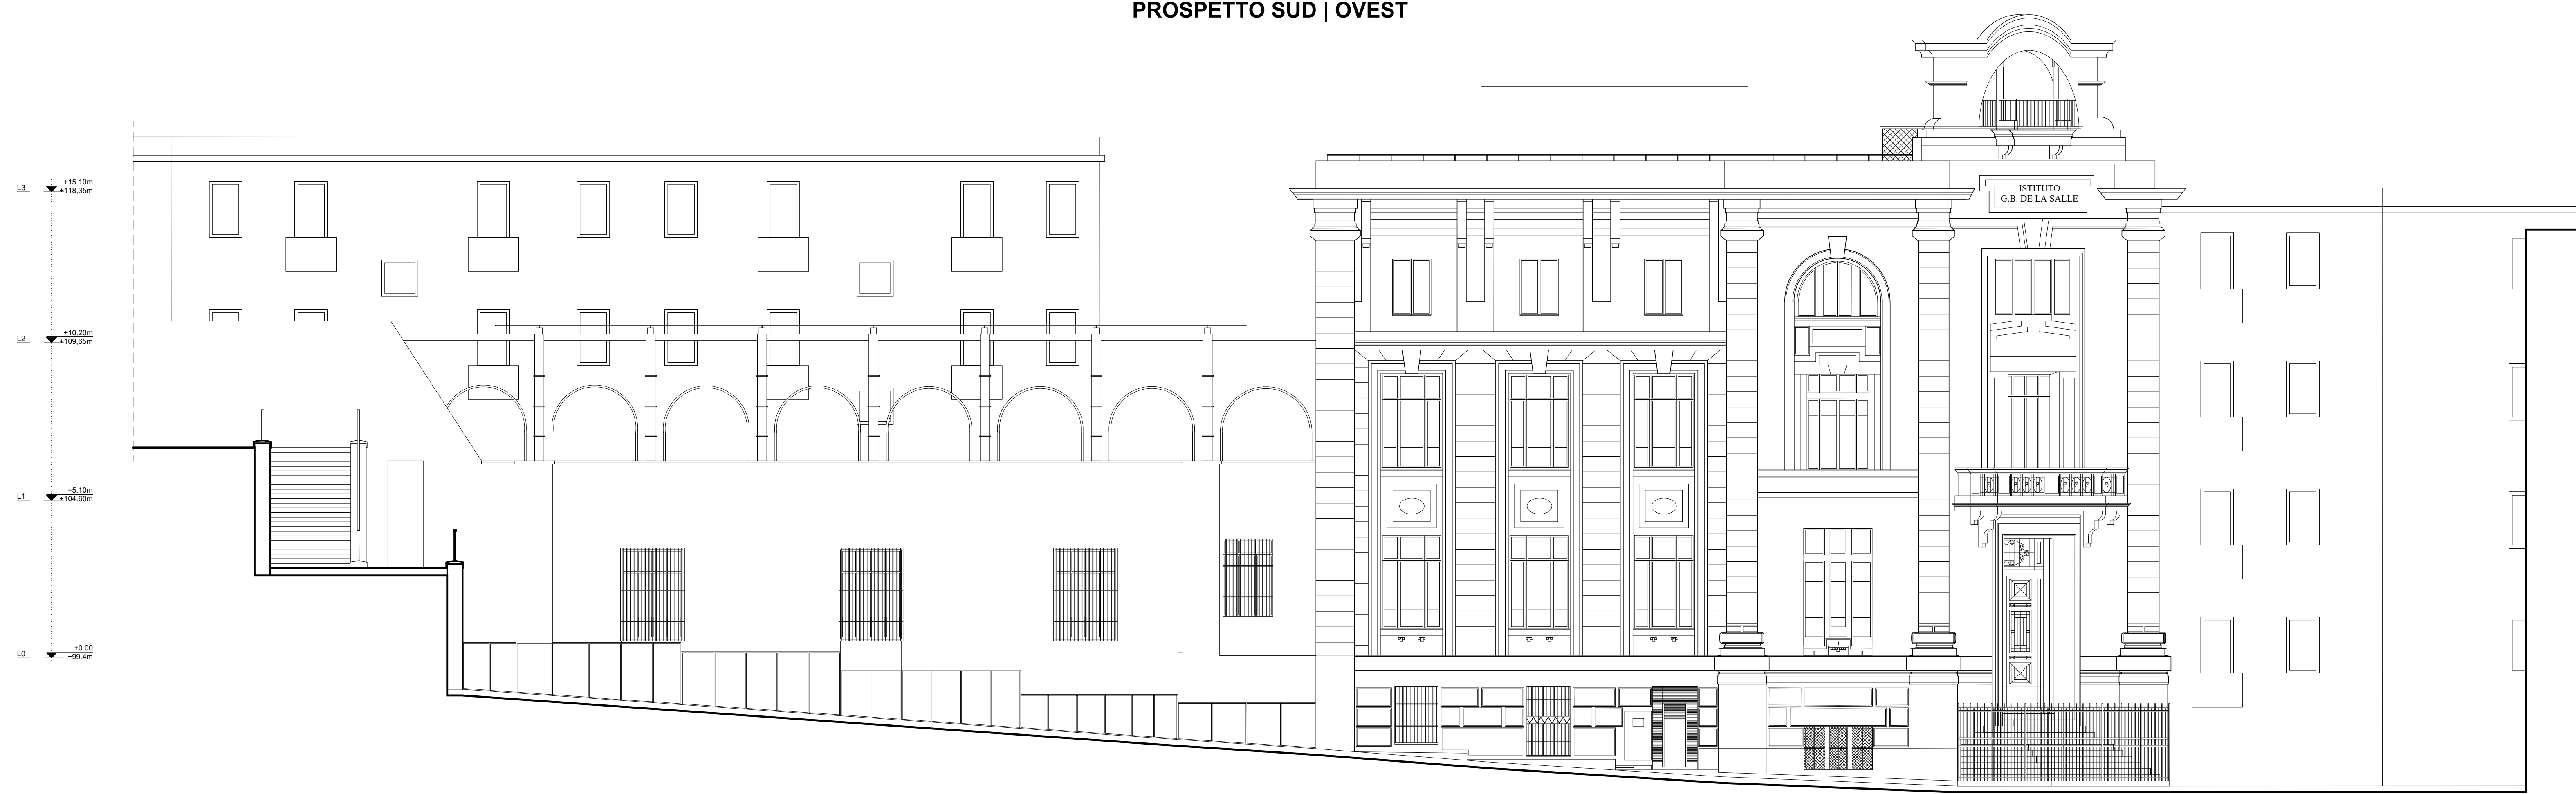 PROSPETTO SUD | OVEST
ISTITUTO
G.B. DE LA SALLE
L3
+15.10m
+118,35m
L2
+10.20m
+109,65m
L1
+5.10m
+104.60m
L0
±0.00
+99.4m